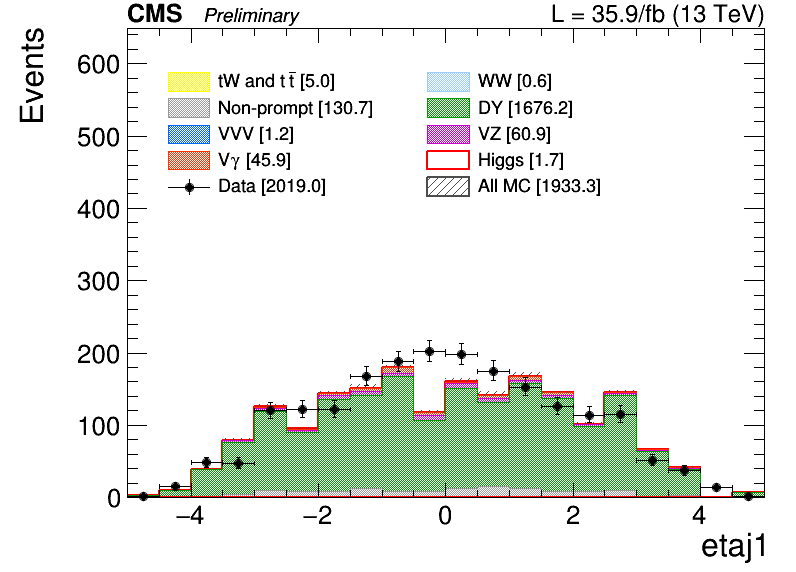 CMS Preliminary L = 35.9/fb (13 TeV)
Events
600
500
400
300
200
100
0
tW and t t̅ [5.0]
WW [0.6]
Non-prompt [130.7]
DY [1676.2]
VVV [1.2]
VZ [60.9]
Vγ [45.9]
Higgs [1.7]
Data [2019.0]
All MC [1933.3]
−4 −2 0 2 4
etaj1